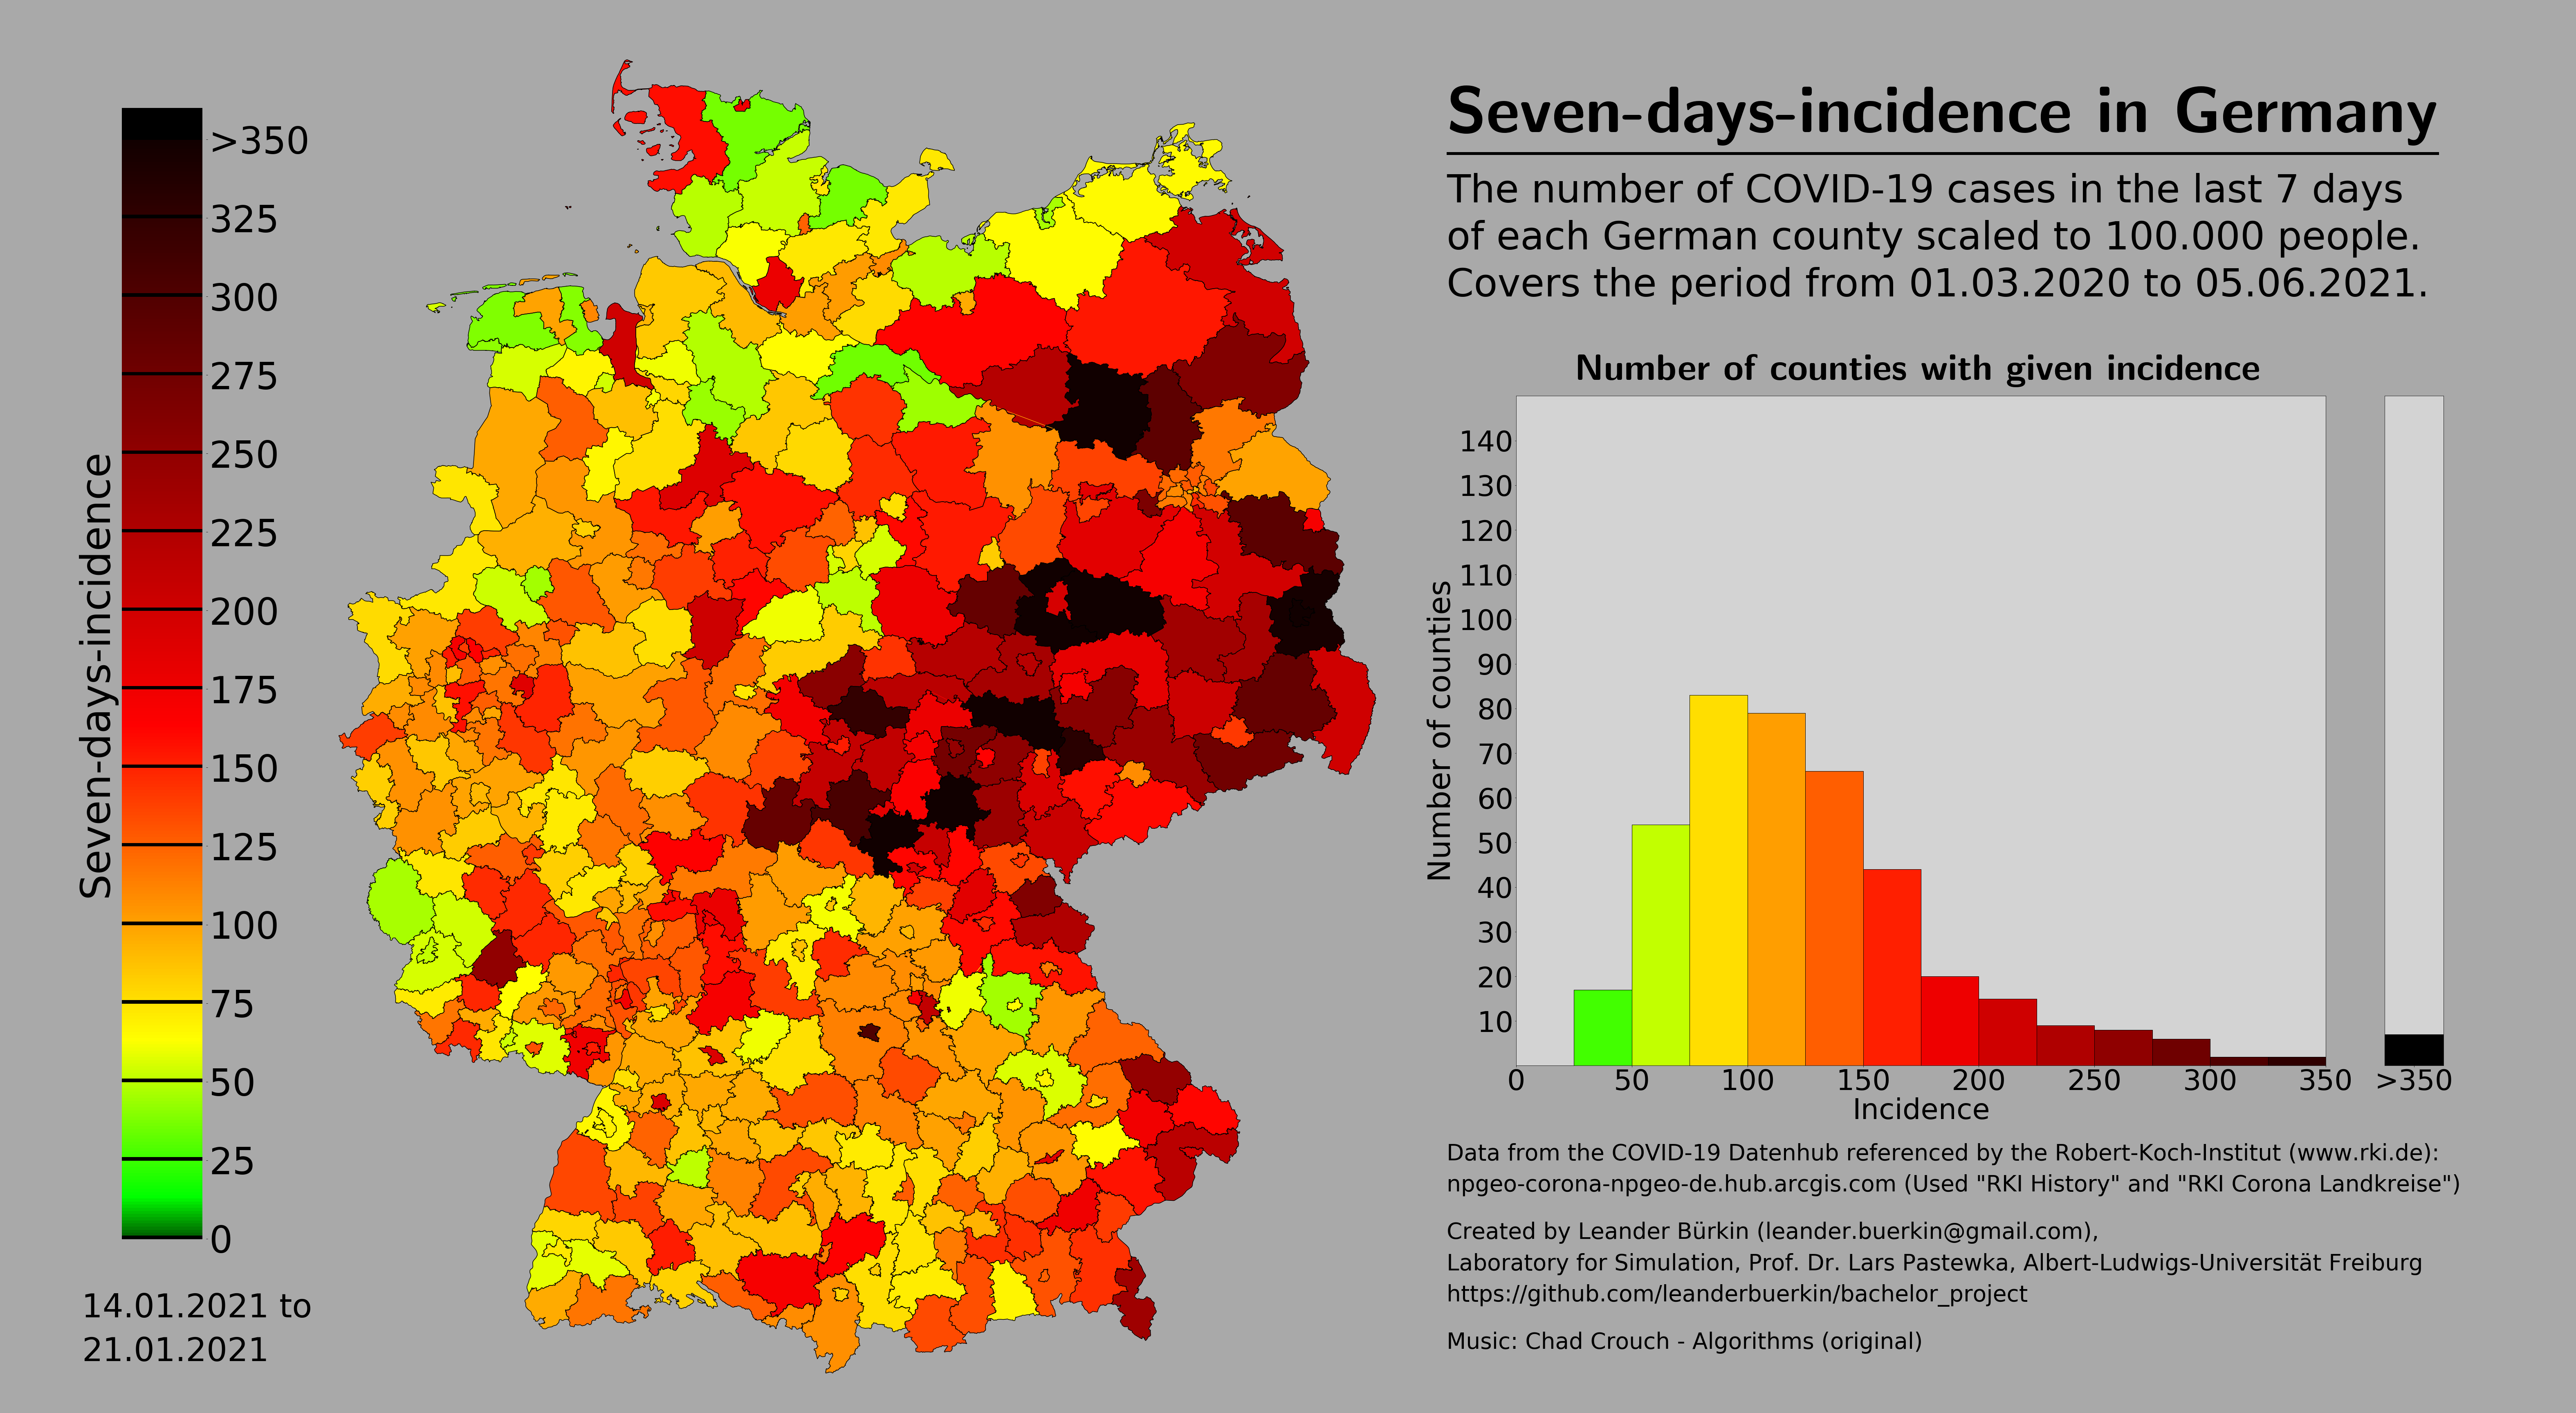 Seven-days-incidence in Germany
The number of COVID-19 cases in the last 7 days
of each German county scaled to 100.000 people.
Covers the period from 01.03.2020 to 05.06.2021.
Seven-days-incidence
>350
325
300
275
250
225
200
175
150
125
100
75
50
25
0
14.01.2021 to
21.01.2021
Number of counties with given incidence
Number of counties
140
130
120
110
100
90
80
70
60
50
40
30
20
10
0 50 100 150 200 250 300 350 >350
Incidence
Data from the COVID-19 Datenhub referenced by the Robert-Koch-Institut (www.rki.de):
npgeo-corona-npgeo-de.hub.arcgis.com (Used "RKI History" and "RKI Corona Landkreise")
Created by Leander Bürkin (leander.buerkin@gmail.com),
Laboratory for Simulation, Prof. Dr. Lars Pastewka, Albert-Ludwigs-Universität Freiburg
https://github.com/leanderbuerkin/bachelor_project
Music: Chad Crouch - Algorithms (original)